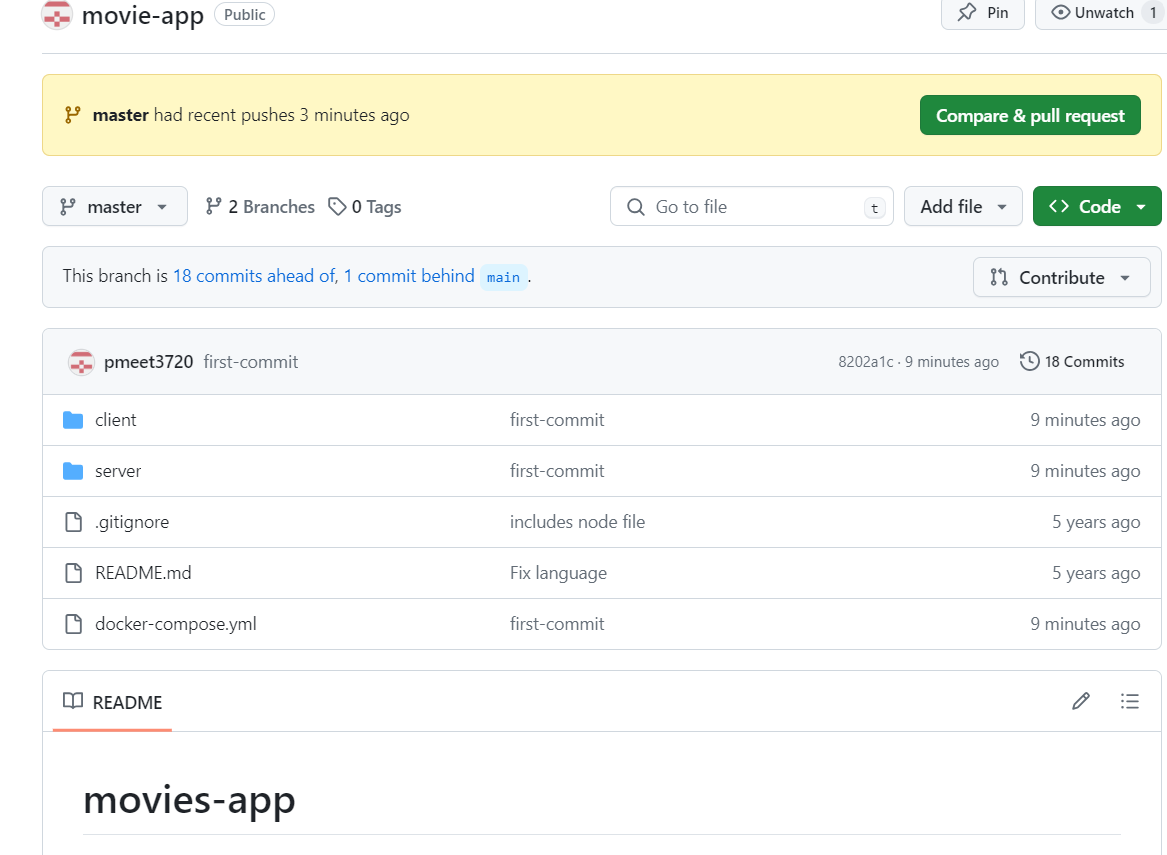 movie-app Public Pin Unwatch 1
master had recent pushes 3 minutes ago Compare & pull request
master 2 Branches 0 Tags Go to file t Add file <> Code
This branch is 18 commits ahead of, 1 commit behind main . Contribute
pmeet3720 first-commit 8202a1c · 9 minutes ago 18 Commits
client first-commit 9 minutes ago
server first-commit 9 minutes ago
.gitignore includes node file 5 years ago
README.md Fix language 5 years ago
docker-compose.yml first-commit 9 minutes ago
README
movies-app